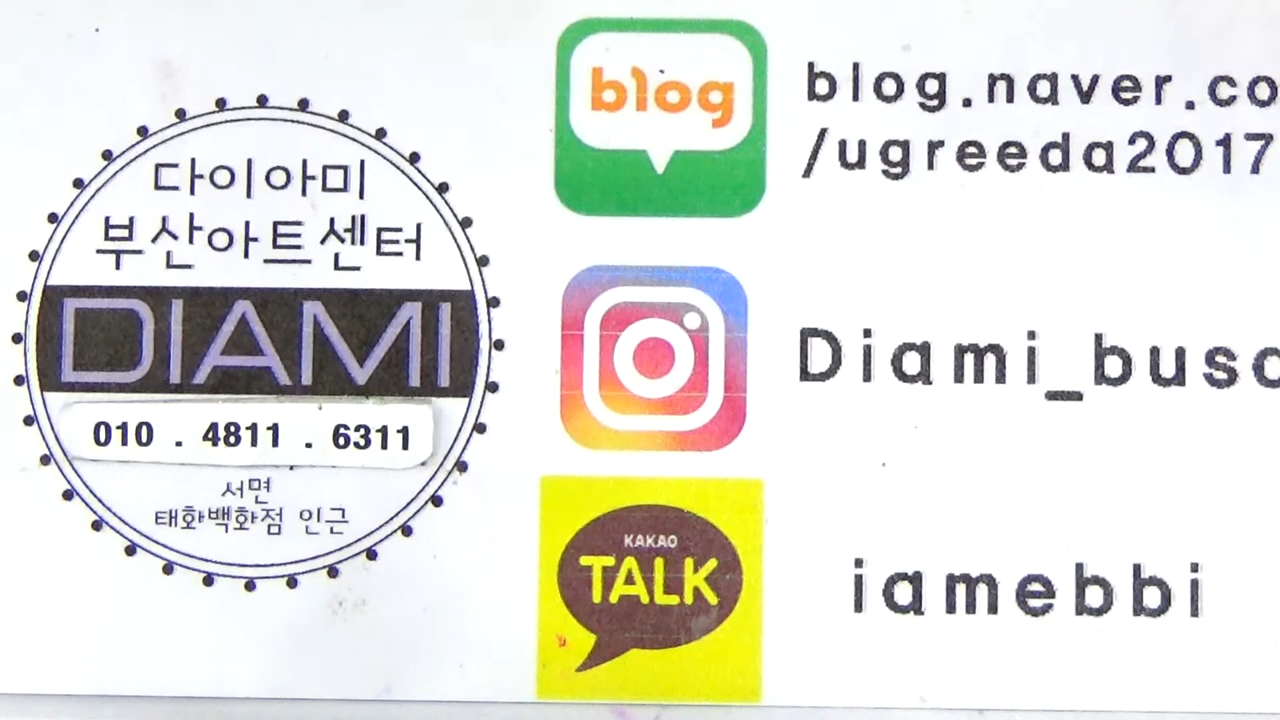 다이아미
부산아트센터
DIAMI
010 . 4811 . 6311
서면
태화백화점 인근
blog
blog.naver.co
/ugreeda2017
Diami_busa
KAKAO
TALK
iamebbi